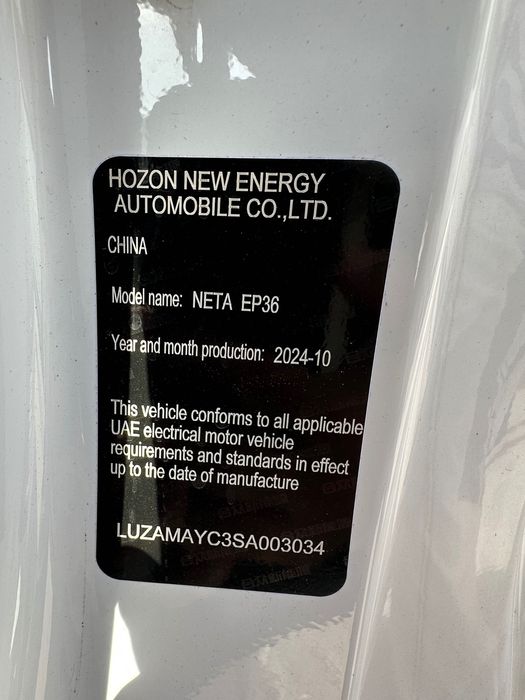 HOZON NEW ENERGY
AUTOMOBILE CO.,LTD.
CHINA
Model name: NETA EP36
Year and month production: 2024-10
This vehicle conforms to all applicable
UAE electrical motor vehicle
requirements and standards in effect
up to the date of manufacture
LUZAMAYC3SA003034